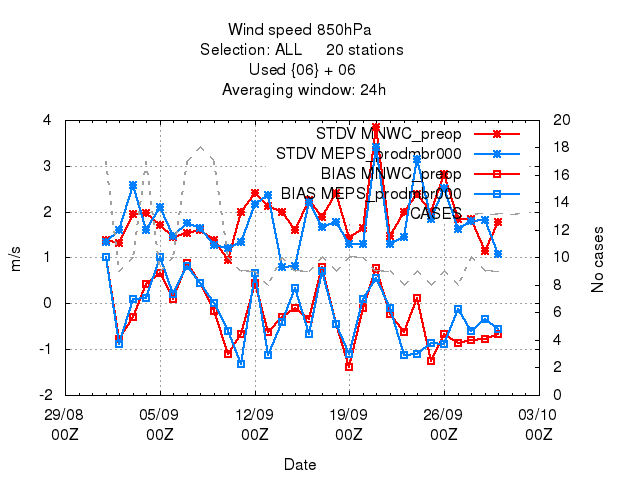 Wind speed 850hPa
Selection: ALL 20 stations
Used {06} + 06
Averaging window: 24h
4 20
STDV MNWC_preop
18
STDV MEPS_prodmbr000
3 16
BIAS MNWC_preop
BIAS MEPS_prodmbr000
14
2 CASES
12
1 10
8
0
6
-1 4
2
-2 0
m/s
No cases
29/08 05/09 12/09 19/09 26/09 03/10
00Z 00Z 00Z 00Z 00Z 00Z
Date